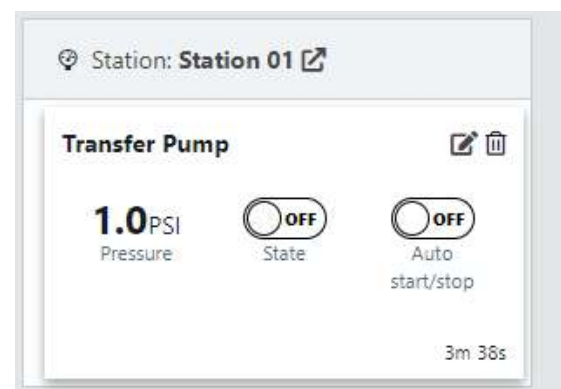 Station: Station 01
Transfer Pump
1.0PSI
Pressure
OFF
State
OFF
Auto
start/stop
3m 38s